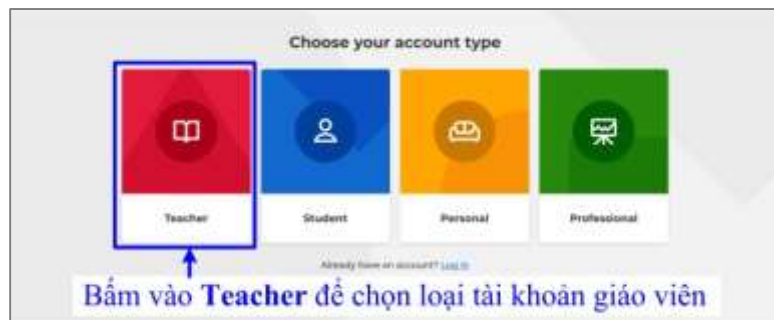 Choose your account type
Teacher Student Personal Professional
Already have an account? Log in
Bấm vào Teacher để chọn loại tài khoản giáo viên